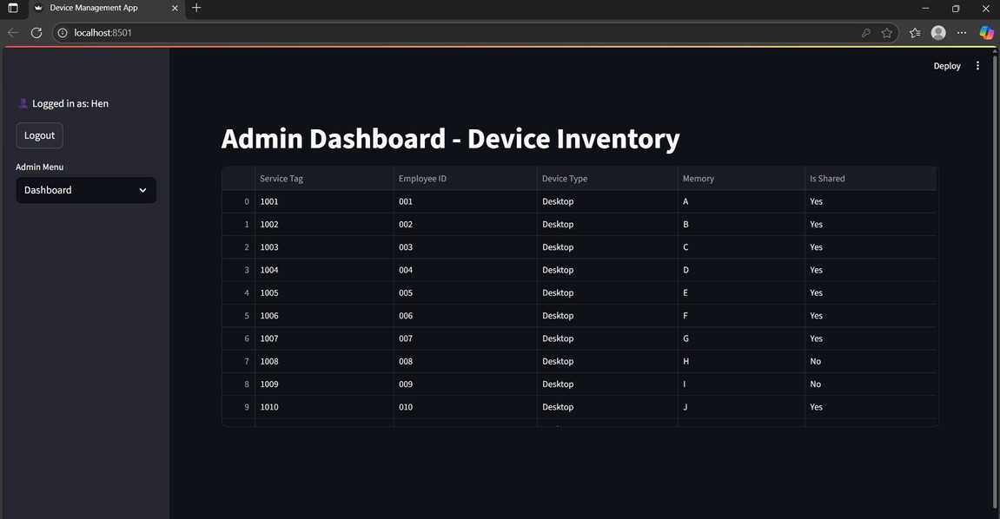 Device Management App
localhost:8501
Deploy
Logged in as: Hen
Logout
Admin Menu
Dashboard
Admin Dashboard - Device Inventory
Service Tag Employee ID Device Type Memory Is Shared
0 1001 001 Desktop A Yes
1 1002 002 Desktop B Yes
2 1003 003 Desktop C Yes
3 1004 004 Desktop D Yes
4 1005 005 Desktop E Yes
5 1006 006 Desktop F Yes
6 1007 007 Desktop G Yes
7 1008 008 Desktop H No
8 1009 009 Desktop I No
9 1010 010 Desktop J Yes